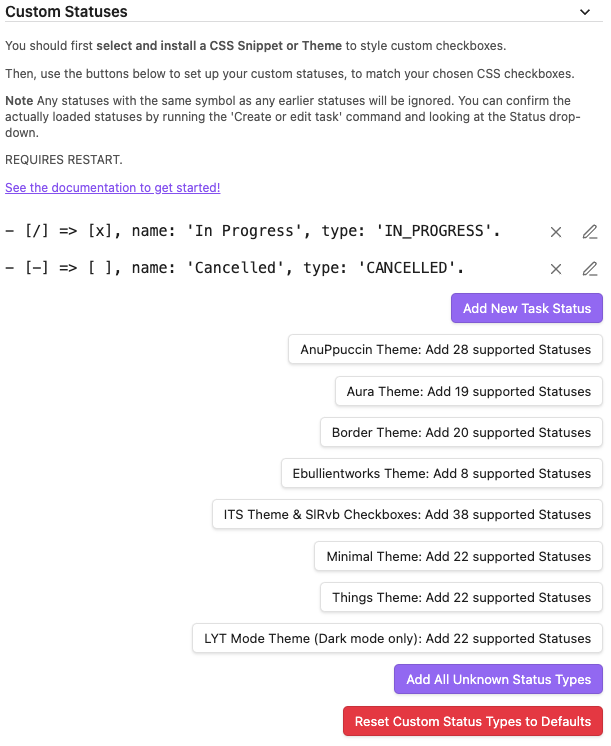 Custom Statuses
You should first select and install a CSS Snippet or Theme to style custom checkboxes.
Then, use the buttons below to set up your custom statuses, to match your chosen CSS checkboxes.
Note Any statuses with the same symbol as any earlier statuses will be ignored. You can confirm the
actually loaded statuses by running the 'Create or edit task' command and looking at the Status drop-
down.
REQUIRES RESTART.
See the documentation to get started!
- [/] => [x], name: 'In Progress', type: 'IN_PROGRESS'.
- [-] => [ ], name: 'Cancelled', type: 'CANCELLED'.
Add New Task Status
AnuPpuccin Theme: Add 28 supported Statuses
Aura Theme: Add 19 supported Statuses
Border Theme: Add 20 supported Statuses
Ebullientworks Theme: Add 8 supported Statuses
ITS Theme & SlRvb Checkboxes: Add 38 supported Statuses
Minimal Theme: Add 22 supported Statuses
Things Theme: Add 22 supported Statuses
LYT Mode Theme (Dark mode only): Add 22 supported Statuses
Add All Unknown Status Types
Reset Custom Status Types to Defaults